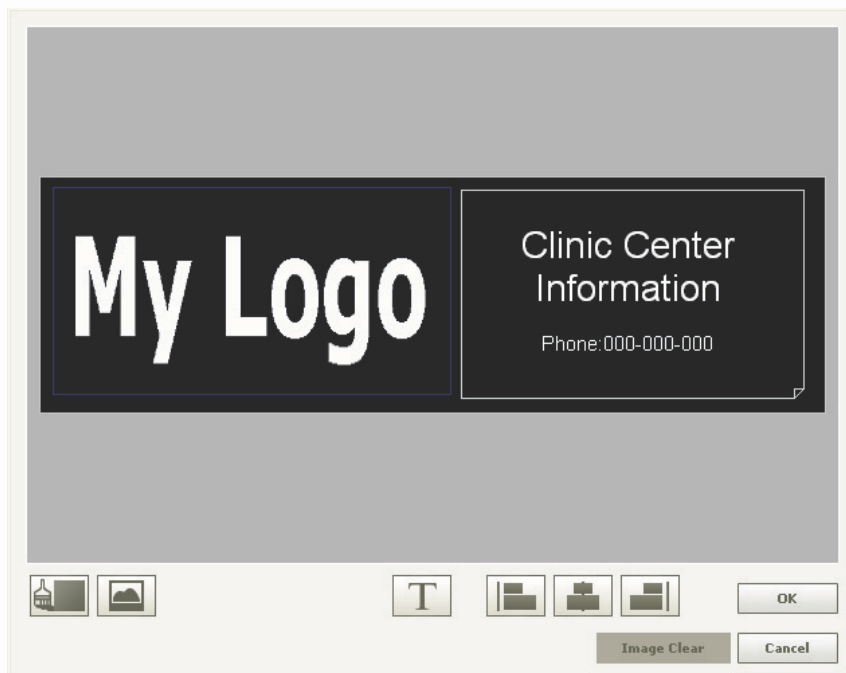 My Logo
Clinic Center
Information
Phone:000-000-000
T
OK
Image Clear
Cancel